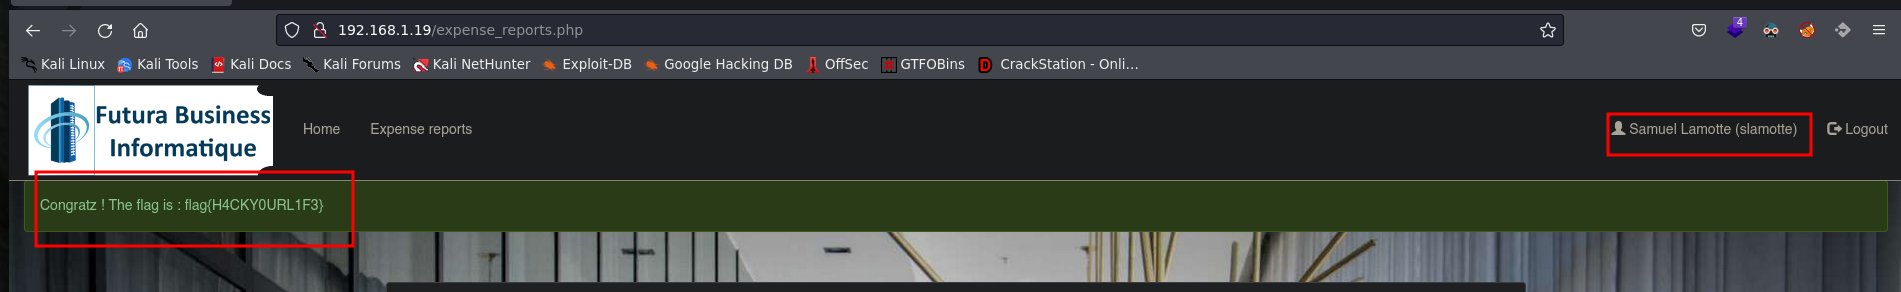 192.168.1.19/expense_reports.php
4
Kali Linux Kali Tools Kali Docs Kali Forums Kali NetHunter Exploit-DB Google Hacking DB OffSec GTFOBins CrackStation - Onli...
Futura Business
Informatique
Home Expense reports Samuel Lamotte (slamotte) Logout
Congratz ! The flag is : flag{H4CKY0URL1F3}